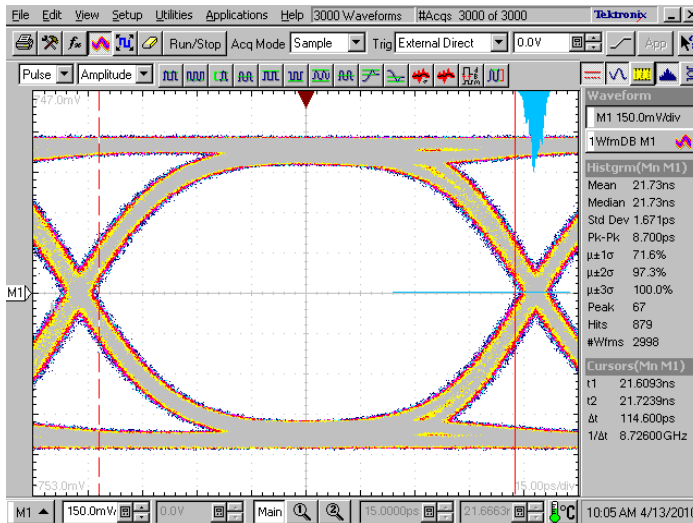 File Edit View Setup Utilities Applications Help 3000 Waveforms #Acqs 3000 of 3000 Tektronix
Run/Stop Acq Mode Sample Trig External Direct 0.0V App
Pulse Amplitude
747.0mV
Waveform
M1 150.0mV/div
1WfmDB M1
Histgrm(Mn M1)
Mean 21.73ns
Median 21.73ns
Std Dev 1.671ps
Pk-Pk 8.700ps
µ±1σ 71.6%
µ±2σ 97.3%
µ±3σ 100.0%
Peak 67
Hits 879
#Wfms 2998
M1
Cursors(Mn M1)
t1 21.6093ns
t2 21.7239ns
Δt 114.600ps
1/Δt 8.72600GHz
-753.0mV
15.00ps/div
M1 150.0mV/ 0.0V Main 1 2 15.0000ps 21.6663r °C 10:05 AM 4/13/2010